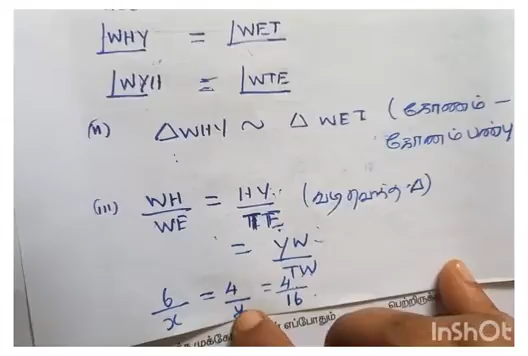 ∠WHY = ∠WET
∠WYH = ∠WTE
(ii) △WHY ~ △WET (கோணம் –
கோணம் பண்பு
(iii) WH/WE = HY/TE (வடிவொத்த △)
= YW/TW
6/x = 4/y = 4/16
எப்போதும்
InShOt